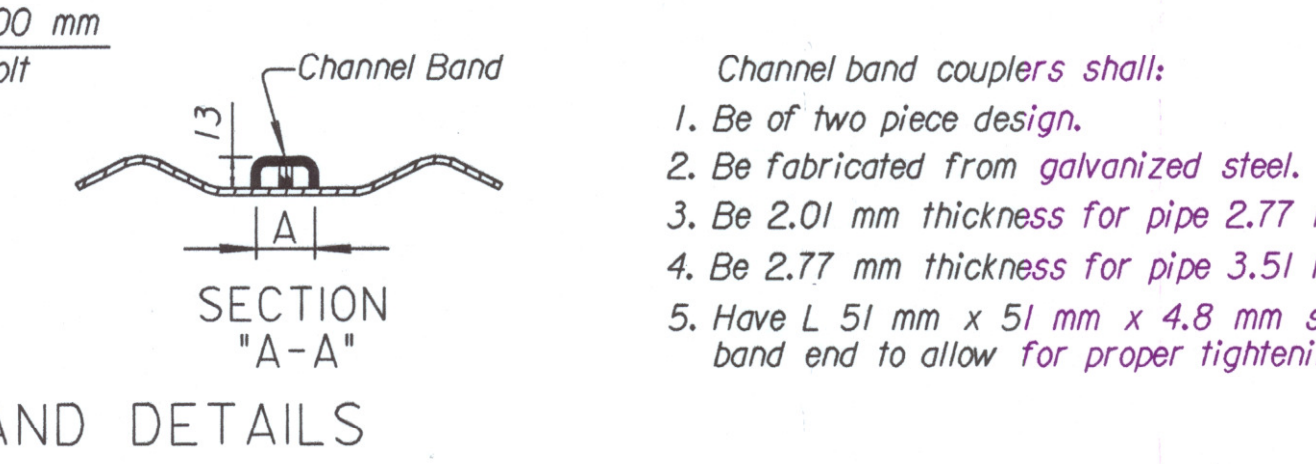 00 mm
olt
Channel Band
13
A
SECTION
"A-A"
AND DETAILS
Channel band couplers shall:
1. Be of two piece design.
2. Be fabricated from galvanized steel.
3. Be 2.01 mm thickness for pipe 2.77
4. Be 2.77 mm thickness for pipe 3.51
5. Have L 51 mm x 51 mm x 4.8 mm s
band end to allow for proper tighteni